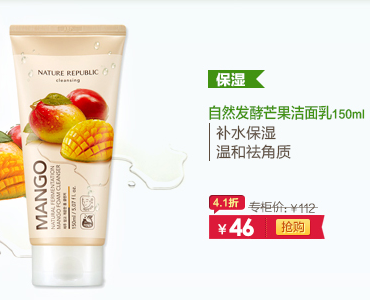 NATURE REPUBLIC
cleansing
MANGO
NATURAL FERMENTATION
MANGO FOAM CLEANSER
150ml / 5.07 fl. oz.
保湿
自然发酵芒果洁面乳150ml
补水保湿
温和祛角质
4.1折 专柜价:¥112
¥46 抢购